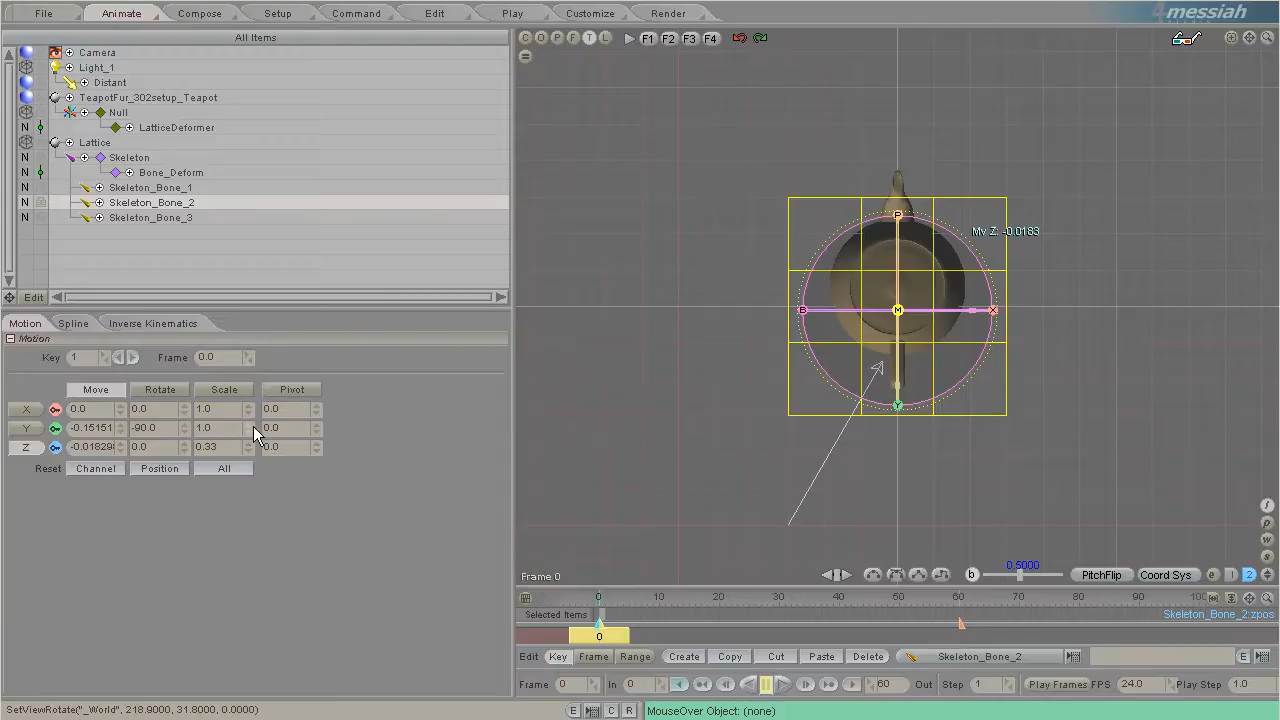 File Animate Compose Setup Command Edit Play Customize Render 4messiah
All Items
C O P F T L F1 F2 F3 F4
Camera
Light_1
Distant
TeapotFur_302setup_Teapot
Null
N LatticeDeformer
Lattice
N Skeleton
N Bone_Deform
N Skeleton_Bone_1
N Skeleton_Bone_2
N Skeleton_Bone_3
P
Mv Z: -0.0183
B M X
Y
Edit
Motion Spline Inverse Kinematics
Motion
Key 1 Frame 0.0
Move Rotate Scale Pivot
X 0.0 0.0 1.0 0.0
Y -0.15151 -90.0 1.0 0.0
Z -0.01829 0.0 0.33 0.0
Reset Channel Position All
i
p
w
s
Frame 0 b 0.5000 PitchFlip Coord Sys e 1 2
0 10 20 30 40 50 60 70 80 90 100
Selected Items Skeleton_Bone_2:zpos
0
Edit Key Frame Range Create Copy Cut Paste Delete Skeleton_Bone_2 E
Frame 0 In 0 60 Out Step 1 Play Frames FPS 24.0 Play Step 1.0
SetViewRotate("_World", 218.9000, 31.8000, 0.0000) E C R MouseOver Object: (none)